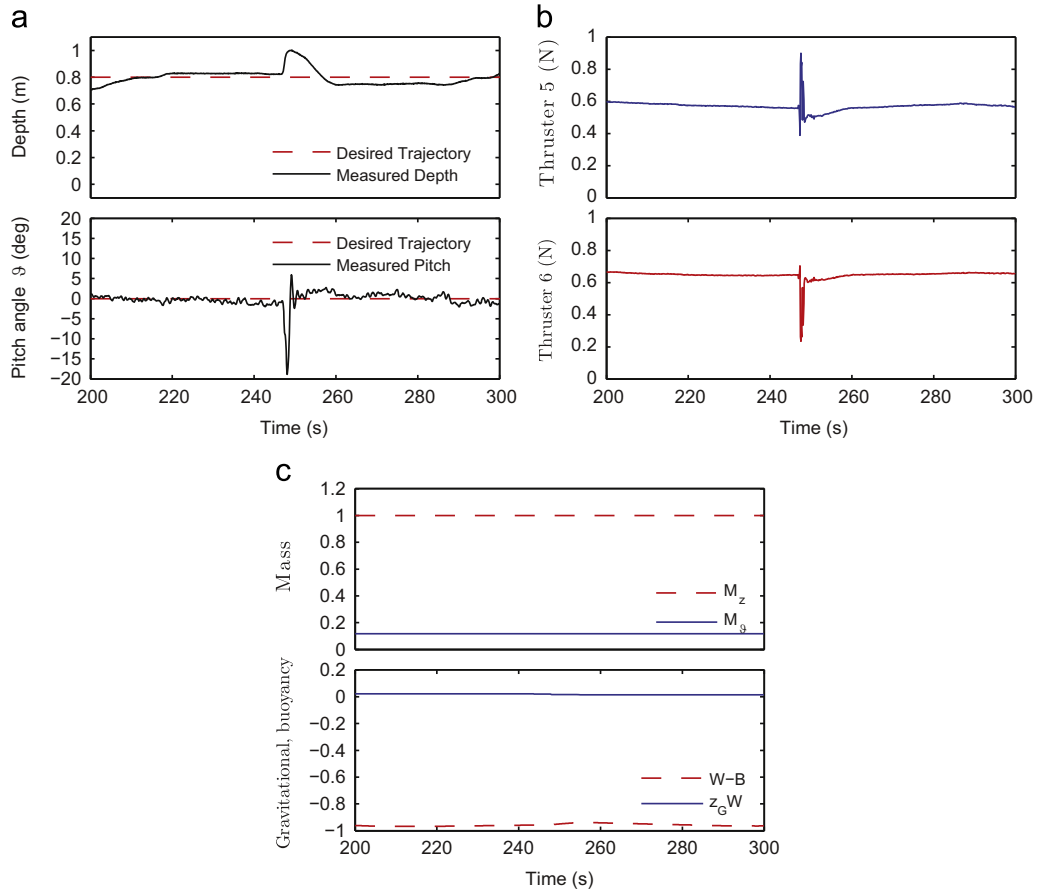 a
Depth (m)
1
0.8
0.6
0.4
0.2
0
Desired Trajectory
Measured Depth
Pitch angle ϑ (deg)
20
15
10
5
0
−5
−10
−15
−20
Desired Trajectory
Measured Pitch
200 220 240 260 280 300
Time (s)
b
Thruster 5 (N)
1
0.8
0.6
0.4
0.2
0
Thruster 6 (N)
1
0.8
0.6
0.4
0.2
0
200 220 240 260 280 300
Time (s)
c
Mass
1.2
1
0.8
0.6
0.4
0.2
0
M_z
M_ϑ
Gravitational, buoyancy
0.2
0
−0.2
−0.4
−0.6
−0.8
−1
W−B
z_GW
200 220 240 260 280 300
Time (s)